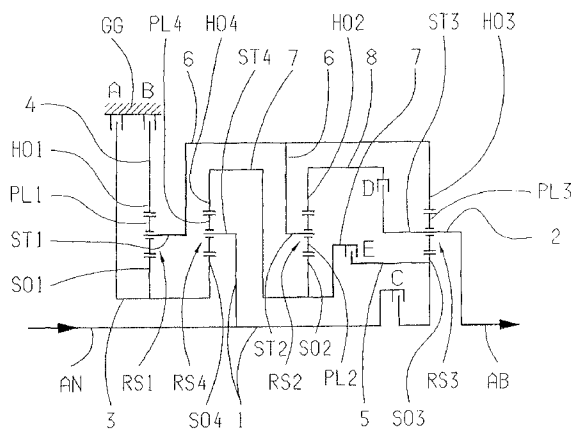 GG PL4 HO4 HO2 ST3 HO3
A B 6 ST4 7 6 8 7
4
HO1
D
PL1 PL3
E
ST1 2
SO1
C
ST2 SO2
AN RS1 RS4 RS2 PL2 RS3 AB
3 SO4 1 5 SO3